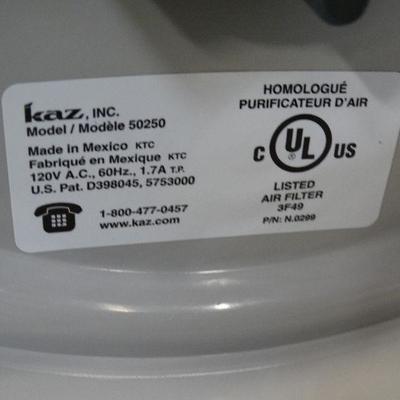 Kaz, INC.
Model / Modèle 50250
Made in Mexico KTC
Fabriqué en Mexique KTC
120V A.C., 60Hz., 1.7A T.P.
U.S. Pat. D398045, 5753000
1-800-477-0457
www.kaz.com
HOMOLOGUÉ
PURIFICATEUR D'AIR
C UL US
LISTED
AIR FILTER
3F49
P/N: N.0299